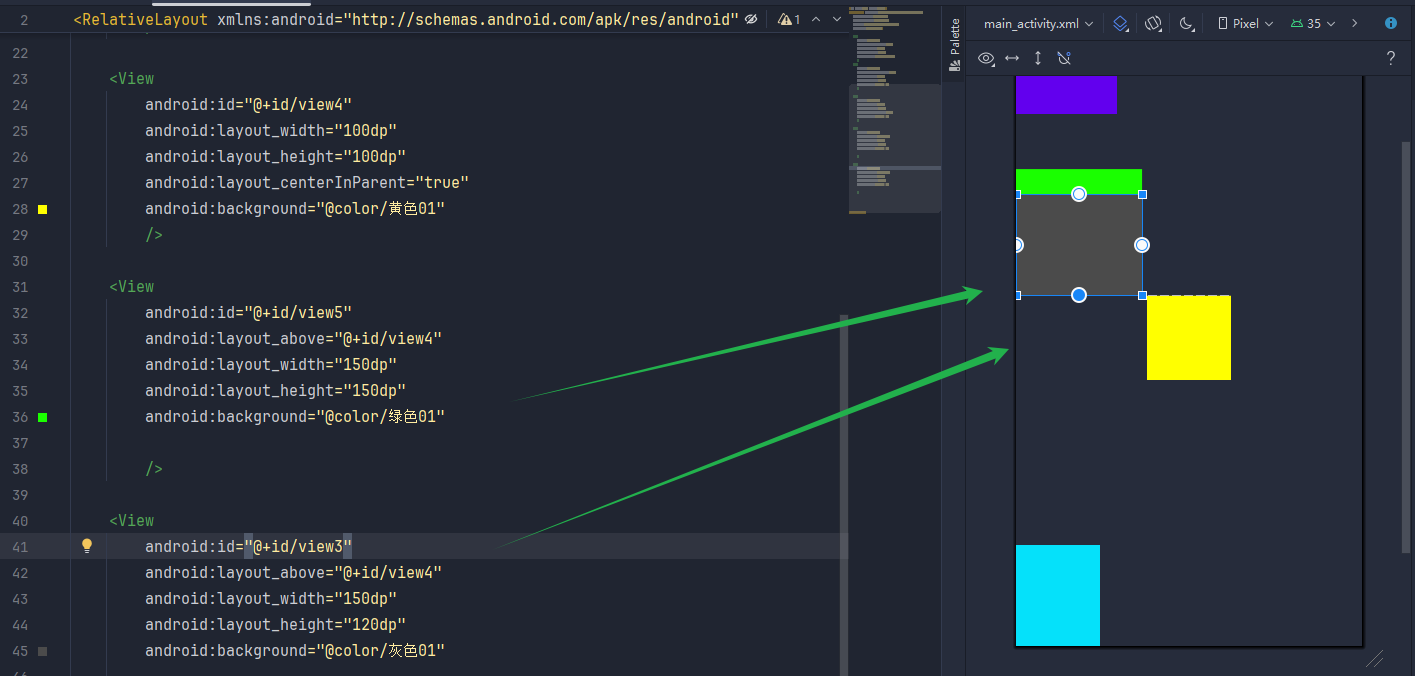 2 <RelativeLayout xmlns:android="http://schemas.android.com/apk/res/android" 1
22
23 <View
24 android:id="@+id/view4"
25 android:layout_width="100dp"
26 android:layout_height="100dp"
27 android:layout_centerInParent="true"
28 android:background="@color/黄色01"
29 />
30
31 <View
32 android:id="@+id/view5"
33 android:layout_above="@+id/view4"
34 android:layout_width="150dp"
35 android:layout_height="150dp"
36 android:background="@color/绿色01"
37
38 />
39
40 <View
41 android:id="@+id/view3"
42 android:layout_above="@+id/view4"
43 android:layout_width="150dp"
44 android:layout_height="120dp"
45 android:background="@color/灰色01"
Palette
main_activity.xml Pixel 35
?